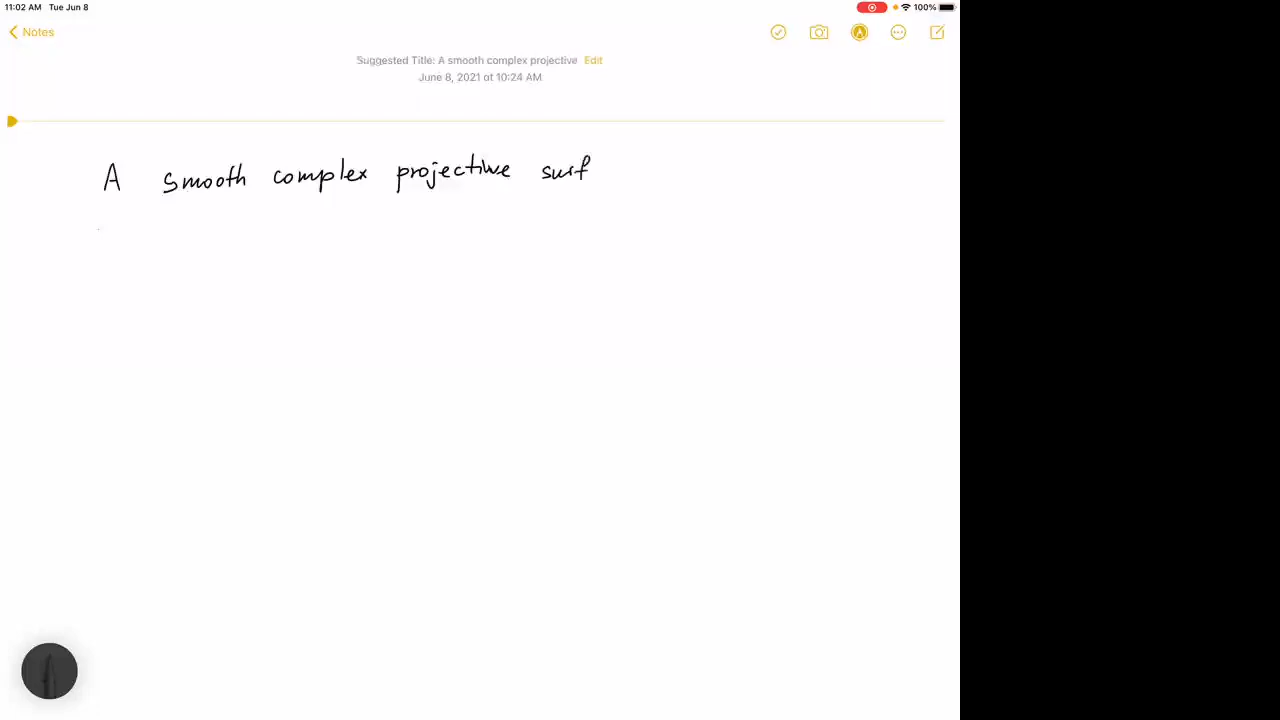 11:02 AM Tue Jun 8
100%
Notes
Suggested Title: A smooth complex projective Edit
June 8, 2021 at 10:24 AM
A smooth complex projective surf